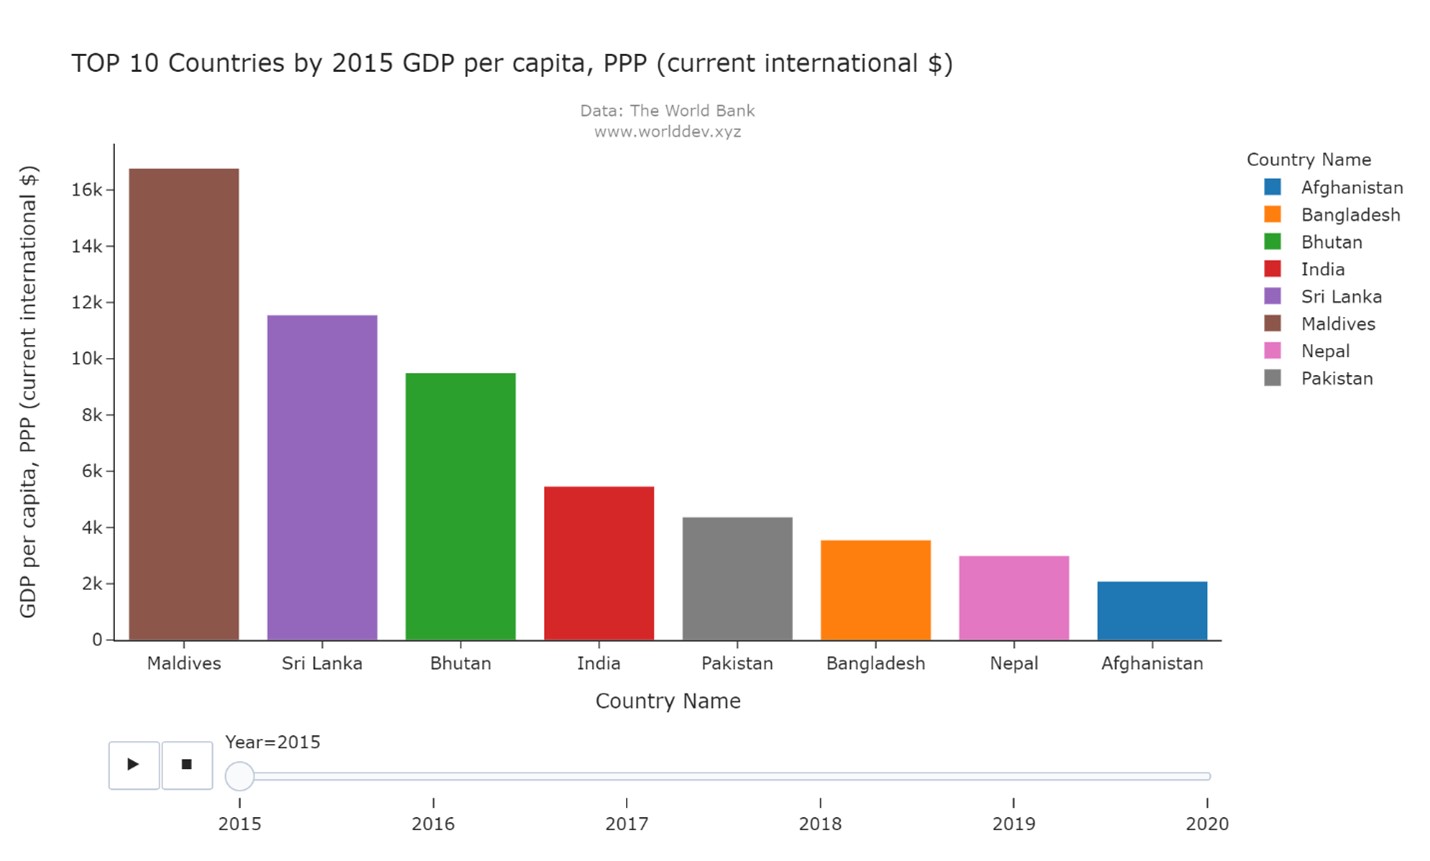 TOP 10 Countries by 2015 GDP per capita, PPP (current international $)
Data: The World Bank
www.worlddev.xyz
GDP per capita, PPP (current international $)
16k
14k
12k
10k
8k
6k
4k
2k
0
Maldives
Sri Lanka
Bhutan
India
Pakistan
Bangladesh
Nepal
Afghanistan
Country Name
Country Name
Afghanistan
Bangladesh
Bhutan
India
Sri Lanka
Maldives
Nepal
Pakistan
Year=2015
2015
2016
2017
2018
2019
2020